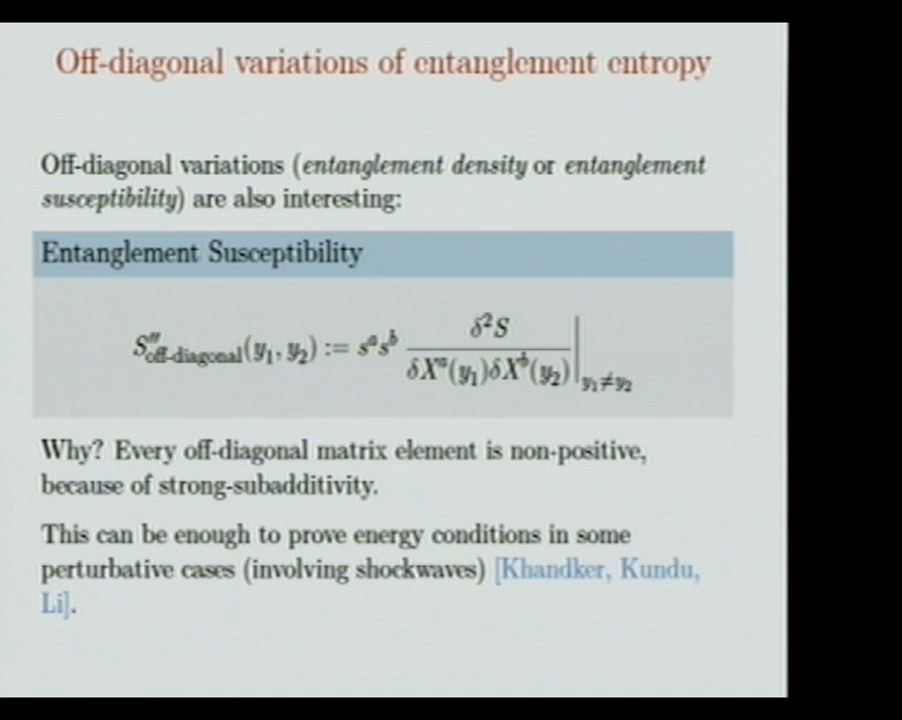 Off-diagonal variations of entanglement entropy
Off-diagonal variations (entanglement density or entanglement
susceptibility) are also interesting:
Entanglement Susceptibility
S''off-diagonal(y₁, y₂) := sᵃsᵇ δ²S / δXᵃ(y₁)δXᵇ(y₂) |y₁≠y₂
Why? Every off-diagonal matrix element is non-positive,
because of strong-subadditivity.
This can be enough to prove energy conditions in some
perturbative cases (involving shockwaves) [Khandker, Kundu,
Li].